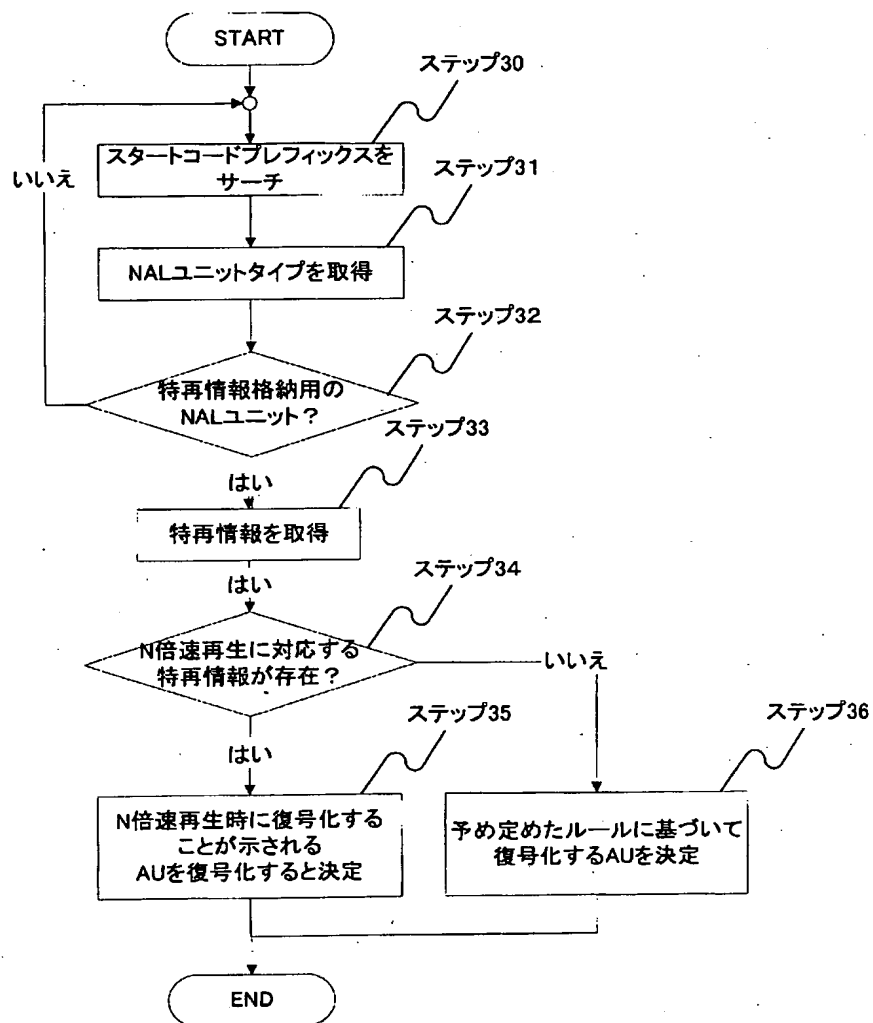 START
ステップ30
スタートコードプレフィックスを
サーチ
いいえ
ステップ31
NALユニットタイプを取得
ステップ32
特再情報格納用の
NALユニット?
ステップ33
はい
特再情報を取得
はい
ステップ34
N倍速再生に対応する
特再情報が存在?
いいえ
ステップ35
ステップ36
はい
N倍速再生時に復号化する
ことが示される
AUを復号化すると決定
予め定めたルールに基づいて
復号化するAUを決定
END